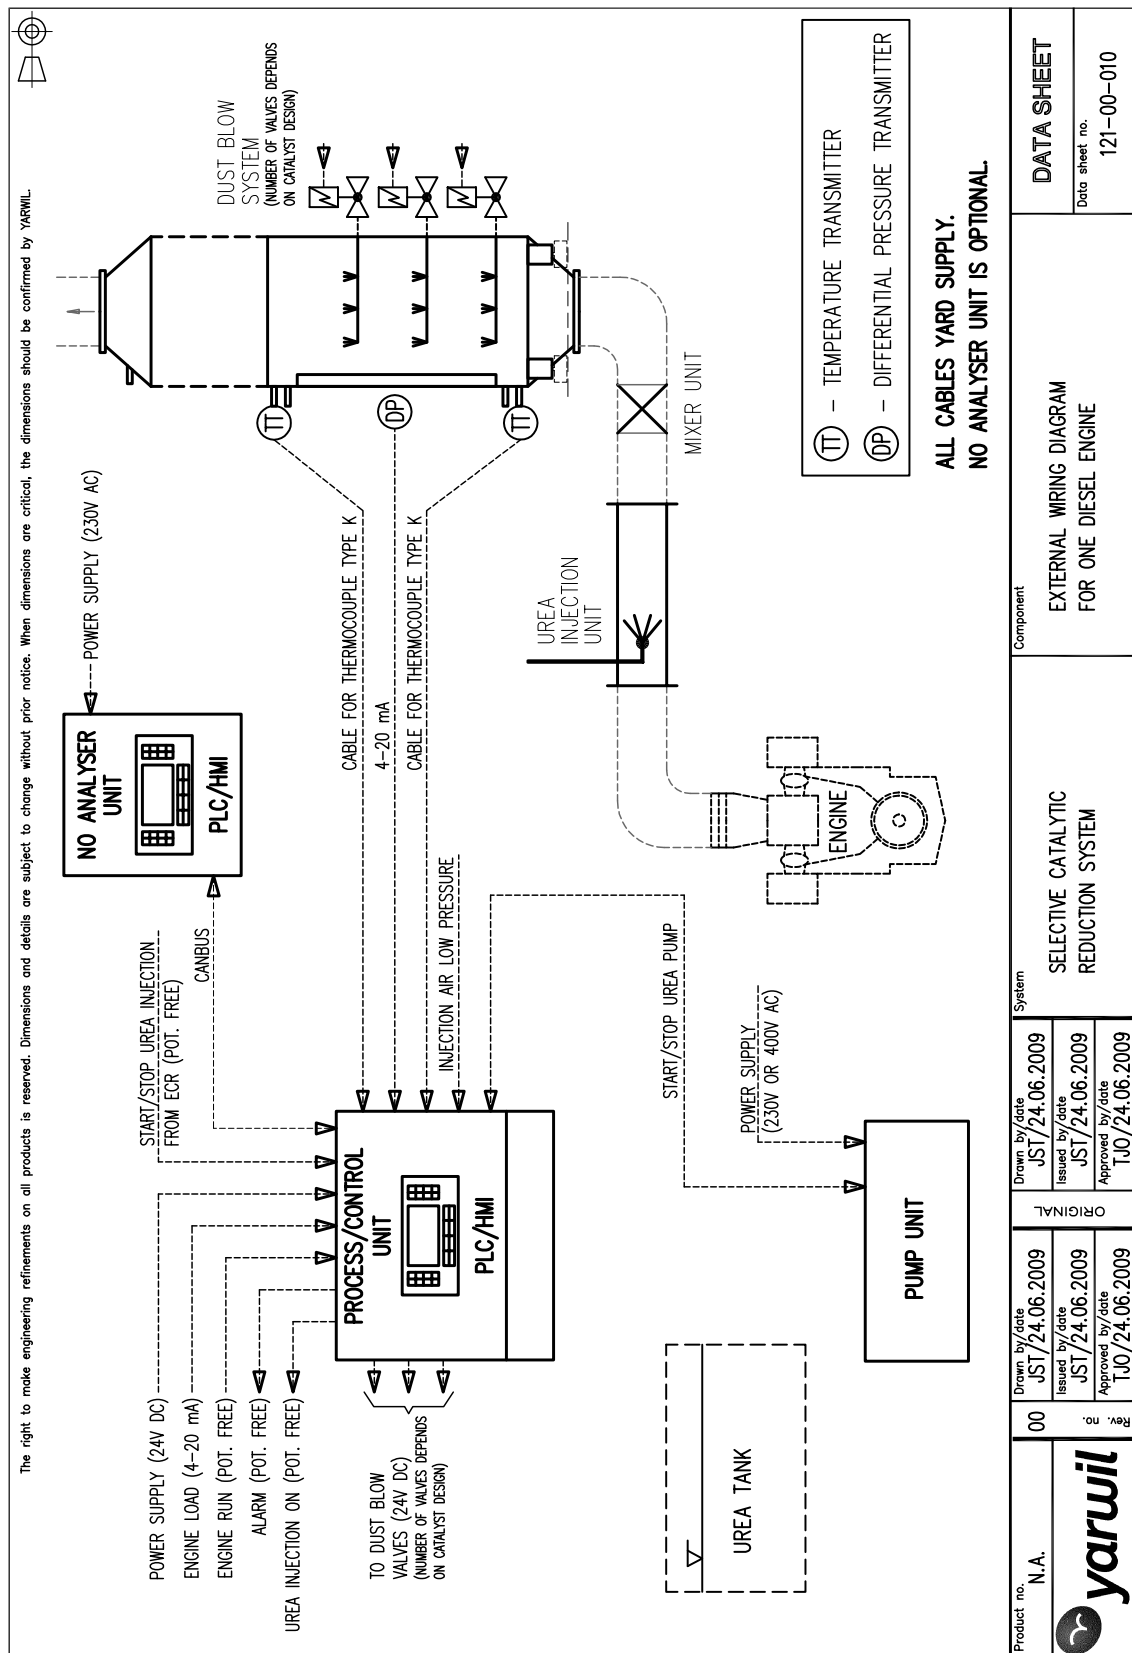 The right to make engineering refinements on all products is reserved. Dimensions and details are subject to change without prior notice. When dimensions are critical, the dimensions should be confirmed by YARWIL.
POWER SUPPLY (24V DC)
ENGINE LOAD (4-20 mA)
ENGINE RUN (POT. FREE)
ALARM (POT. FREE)
UREA INJECTION ON (POT. FREE)
START/STOP UREA INJECTION
FROM ECR (POT. FREE)
CANBUS
NO ANALYSER
UNIT
PLC/HMI
POWER SUPPLY (230V AC)
DUST BLOW
SYSTEM
(NUMBER OF VALVES DEPENDS
ON CATALYST DESIGN)
TT
DP
TT
CABLE FOR THERMOCOUPLE TYPE K
4-20 mA
CABLE FOR THERMOCOUPLE TYPE K
INJECTION AIR LOW PRESSURE
PROCESS/CONTROL
UNIT
PLC/HMI
TO DUST BLOW
VALVES (24V DC)
(NUMBER OF VALVES DEPENDS
ON CATALYST DESIGN)
UREA
INJECTION
UNIT
MIXER UNIT
START/STOP UREA PUMP
POWER SUPPLY
(230V OR 400V AC)
ENGINE
UREA TANK
PUMP UNIT
TT - TEMPERATURE TRANSMITTER
DP - DIFFERENTIAL PRESSURE TRANSMITTER
ALL CABLES YARD SUPPLY.
NO ANALYSER UNIT IS OPTIONAL.
Product no.
N.A.
yarwil
00
Rev. no.
Drawn by/date
JST/24.06.2009
Issued by/date
JST/24.06.2009
Approved by/date
TJO/24.06.2009
ORIGINAL
Drawn by/date
JST/24.06.2009
Issued by/date
JST/24.06.2009
Approved by/date
TJO/24.06.2009
System
SELECTIVE CATALYTIC
REDUCTION SYSTEM
Component
EXTERNAL WIRING DIAGRAM
FOR ONE DIESEL ENGINE
DATA SHEET
Data sheet no.
121-00-010